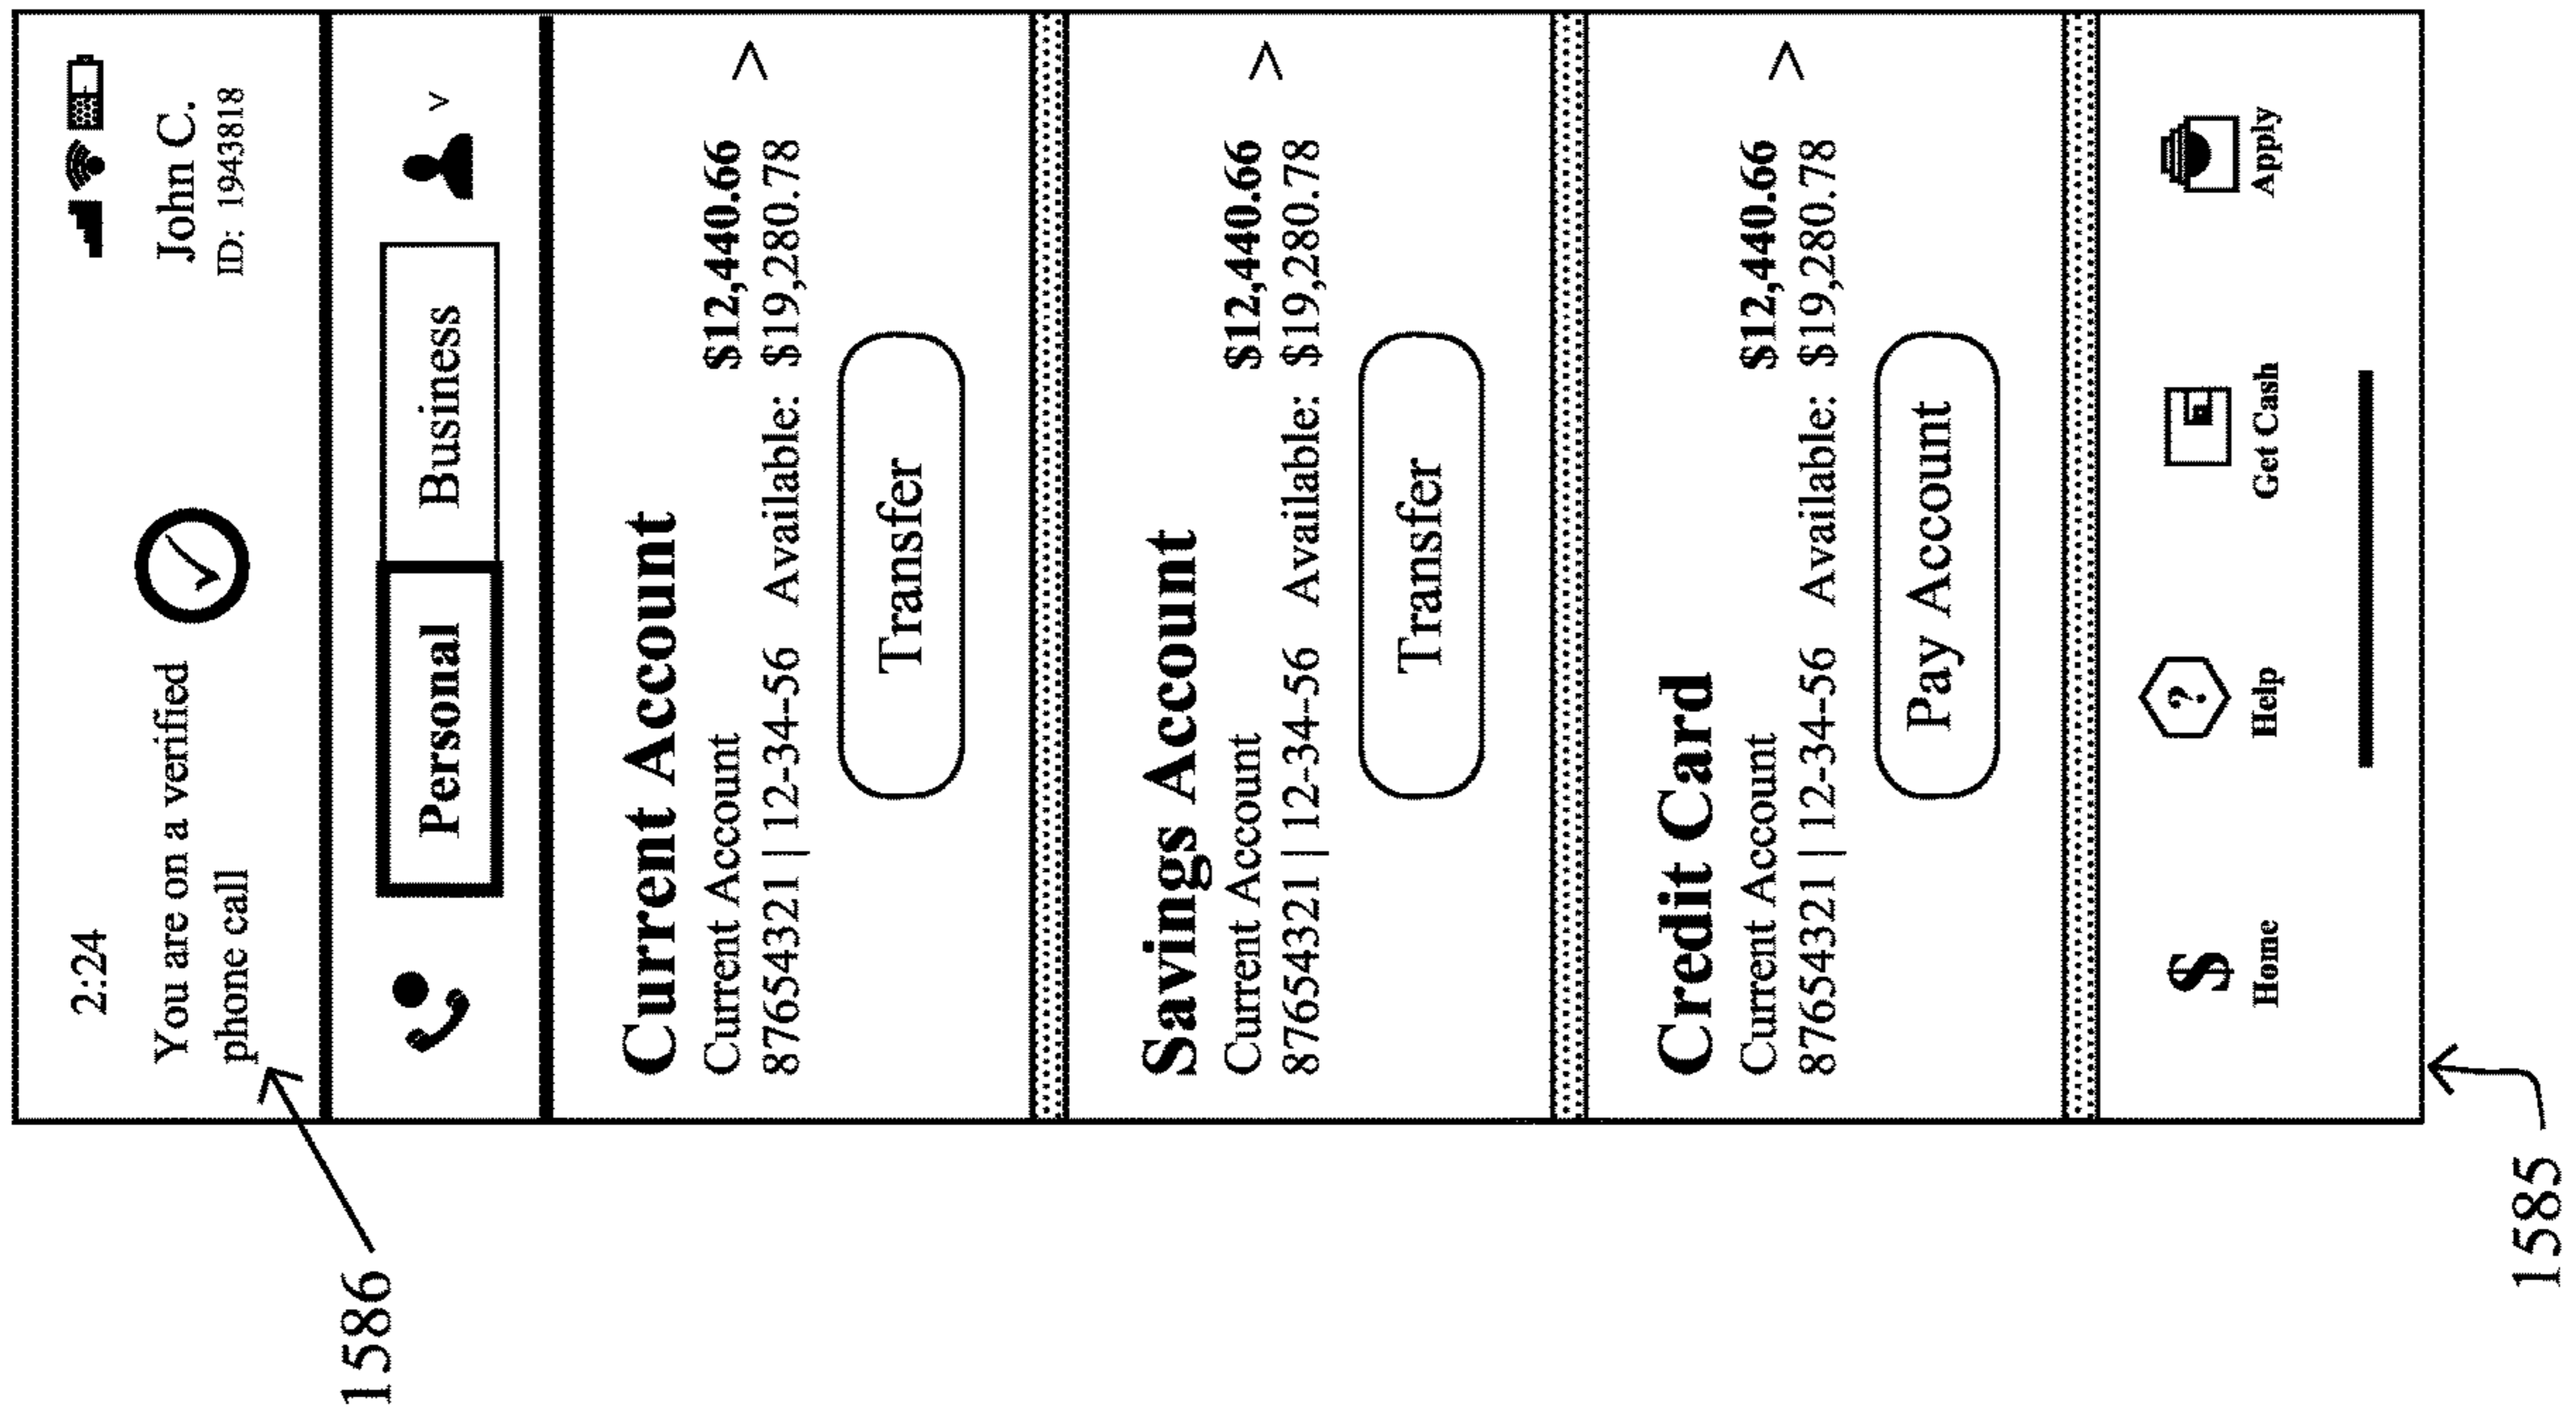 2:24
You are on a verified
phone call
John C.
ID: 1943818
Personal
Business
Current Account
Current Account $12,440.66
87654321 | 12-34-56 Available: $19,280.78
Transfer
Savings Account
Current Account $12,440.66
87654321 | 12-34-56 Available: $19,280.78
Transfer
Credit Card
Current Account $12,440.66
87654321 | 12-34-56 Available: $19,280.78
Pay Account
$ ?
Home Help Get Cash Apply
1586
1585